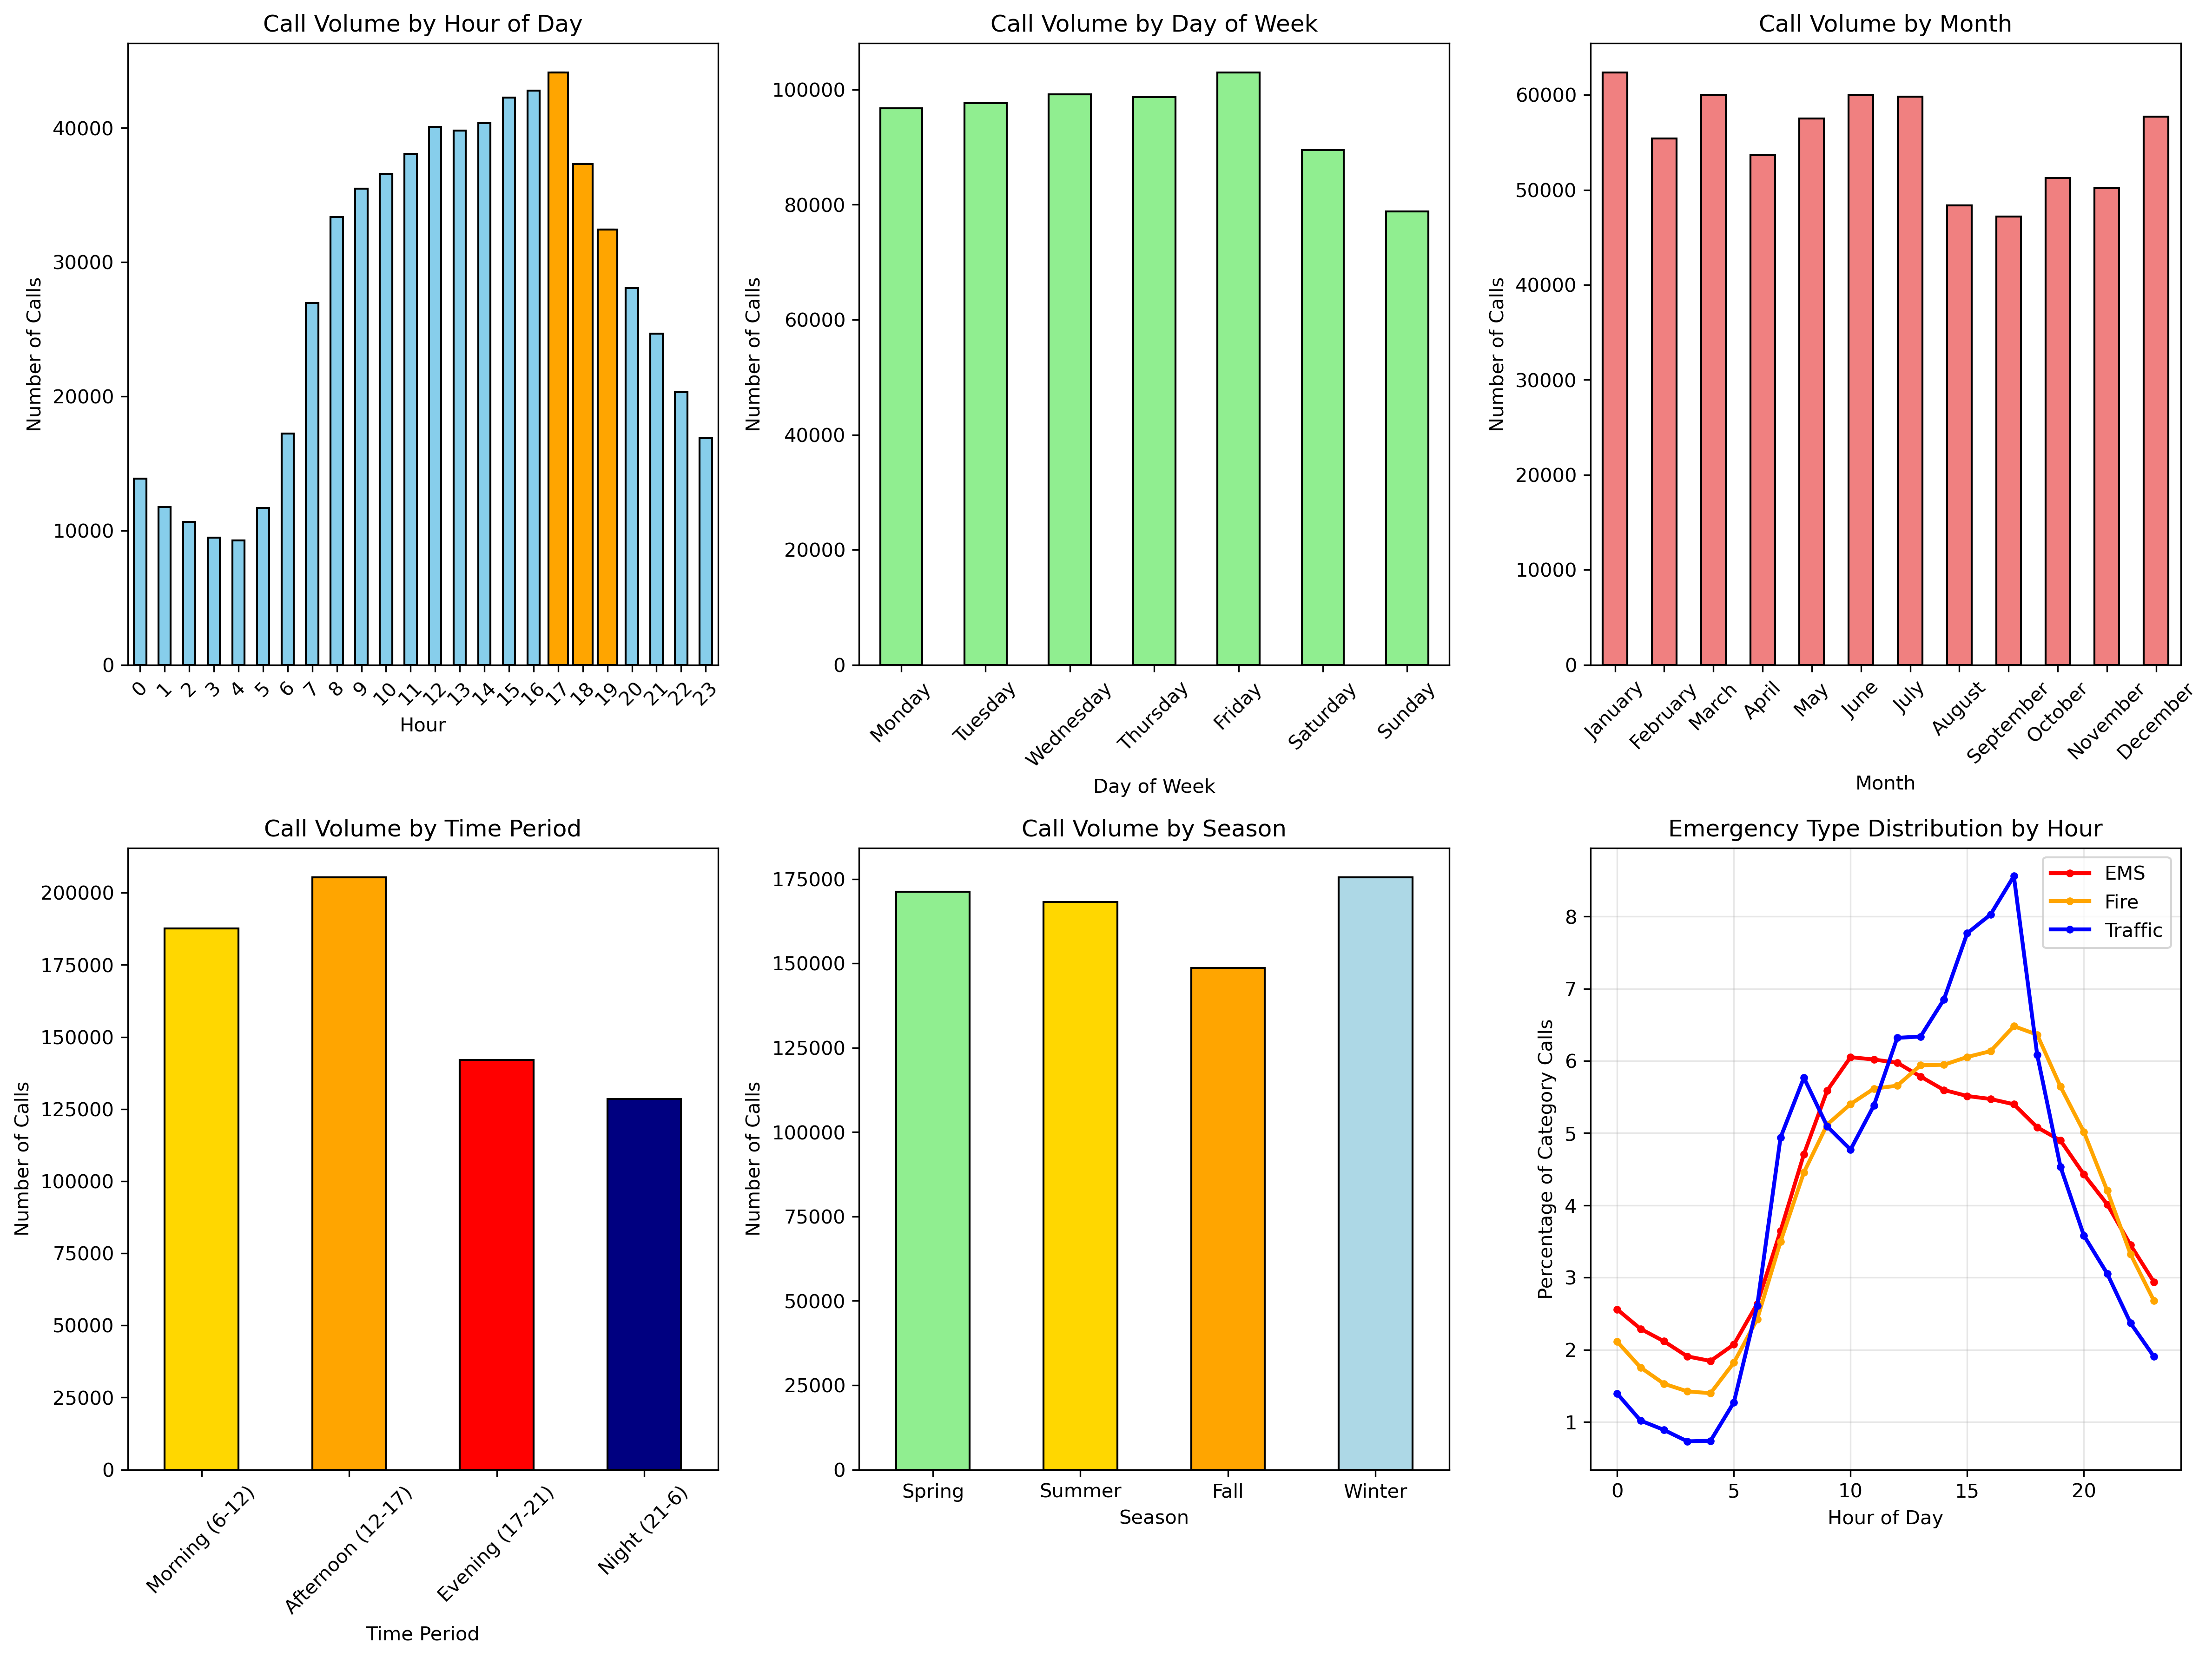 Call Volume by Hour of Day
Number of Calls
40000
30000
20000
10000
0
0 1 2 3 4 5 6 7 8 9 10 11 12 13 14 15 16 17 18 19 20 21 22 23
Hour
Call Volume by Day of Week
Number of Calls
100000
80000
60000
40000
20000
0
Monday Tuesday Wednesday Thursday Friday Saturday Sunday
Day of Week
Call Volume by Month
Number of Calls
60000
50000
40000
30000
20000
10000
0
January February March April May June July August September October November December
Month
Call Volume by Time Period
Number of Calls
200000
175000
150000
125000
100000
75000
50000
25000
0
Morning (6-12) Afternoon (12-17) Evening (17-21) Night (21-6)
Time Period
Call Volume by Season
Number of Calls
175000
150000
125000
100000
75000
50000
25000
0
Spring Summer Fall Winter
Season
Emergency Type Distribution by Hour
Percentage of Category Calls
8
7
6
5
4
3
2
1
EMS
Fire
Traffic
0 5 10 15 20
Hour of Day